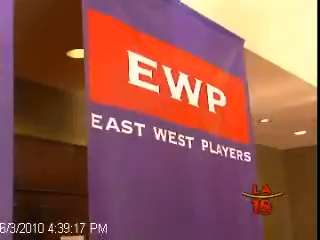 EWP
EAST WEST PLAYERS
LA
18
6/3/2010 4:39:17 PM